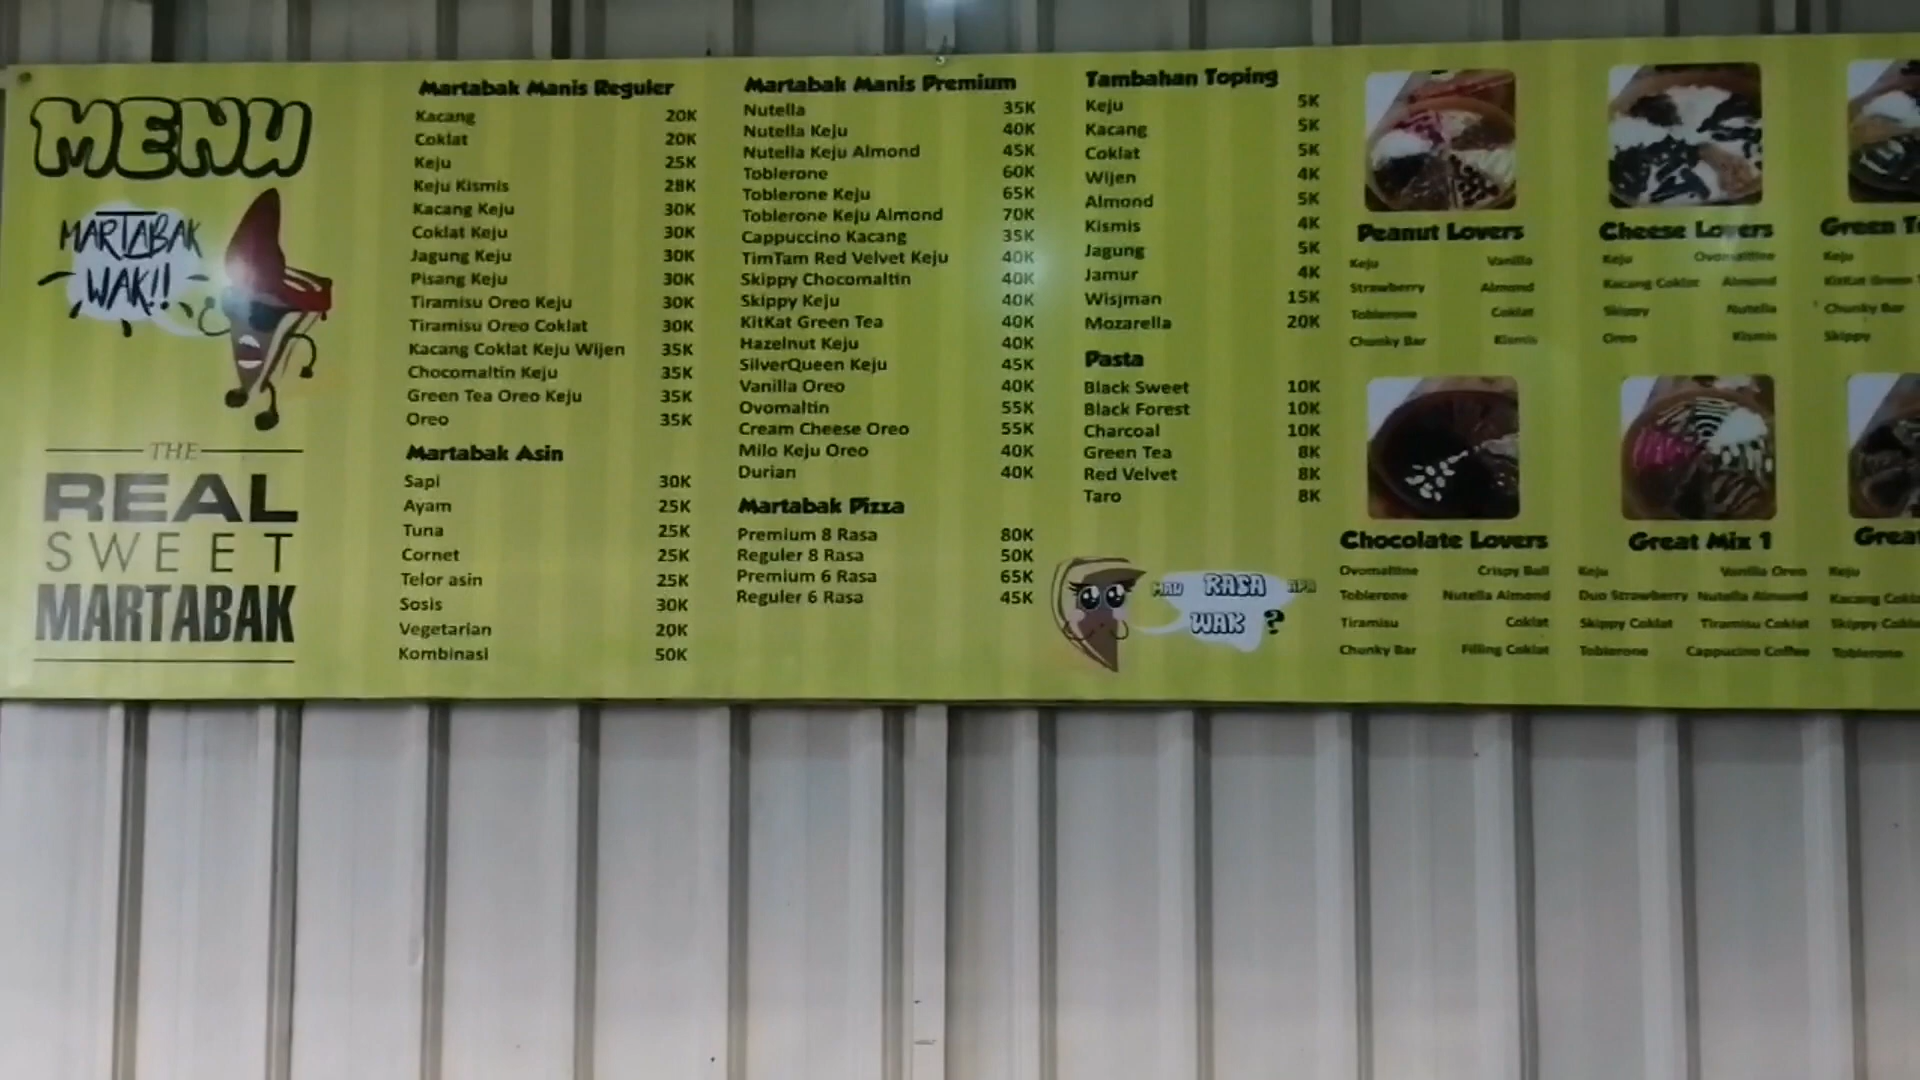 MENU
MARTABAK
WAK!!
THE
REAL
SWEET
MARTABAK
Martabak Manis Reguler
Kacang 20K
Coklat 20K
Keju 25K
Keju Kismis 28K
Kacang Keju 30K
Coklat Keju 30K
Jagung Keju 30K
Pisang Keju 30K
Tiramisu Oreo Keju 30K
Tiramisu Oreo Coklat 30K
Kacang Coklat Keju Wijen 35K
Chocomaltin Keju 35K
Green Tea Oreo Keju 35K
Oreo 35K
Martabak Asin
Sapi 30K
Ayam 25K
Tuna 25K
Cornet 25K
Telor asin 25K
Sosis 30K
Vegetarian 20K
Kombinasi 50K
Martabak Manis Premium
Nutella 35K
Nutella Keju 40K
Nutella Keju Almond 45K
Toblerone 60K
Toblerone Keju 65K
Toblerone Keju Almond 70K
Cappuccino Kacang 35K
TimTam Red Velvet Keju 40K
Skippy Chocomaltin 40K
Skippy Keju 40K
KitKat Green Tea 40K
Hazelnut Keju 40K
SilverQueen Keju 45K
Vanilla Oreo 40K
Ovomaltin 55K
Cream Cheese Oreo 55K
Milo Keju Oreo 40K
Durian 40K
Martabak Pizza
Premium 8 Rasa 80K
Reguler 8 Rasa 50K
Premium 6 Rasa 65K
Reguler 6 Rasa 45K
Tambahan Toping
Keju 5K
Kacang 5K
Coklat 5K
Wijen 4K
Almond 5K
Kismis 4K
Jagung 5K
Jamur 4K
Wisjman 15K
Mozarella 20K
Pasta
Black Sweet 10K
Black Forest 10K
Charcoal 10K
Green Tea 8K
Red Velvet 8K
Taro 8K
MAU RASA APA
WAK ?
Peanut Lovers
Keju Vanilla
Strawberry Almond
Toblerone Coklat
Chunky Bar Kismis
Cheese Lovers
Keju Ovomaltine
Kacang Coklat Almond
Skippy Nutella
Oreo Kismis
Green
Keju
KitKat Green
Chunky Bar
Skippy
Chocolate Lovers
Ovomaltine Crispy Ball
Toblerone Nutella Almond
Tiramisu Coklat
Chunky Bar Filling Coklat
Great Mix 1
Keju Vanilla Oreo
Duo Strawberry Nutella Almond
Skippy Coklat Tiramisu Coklat
Toblerone Cappucino Coffee
Great
Keju
Kacang
Skippy
Toblerone